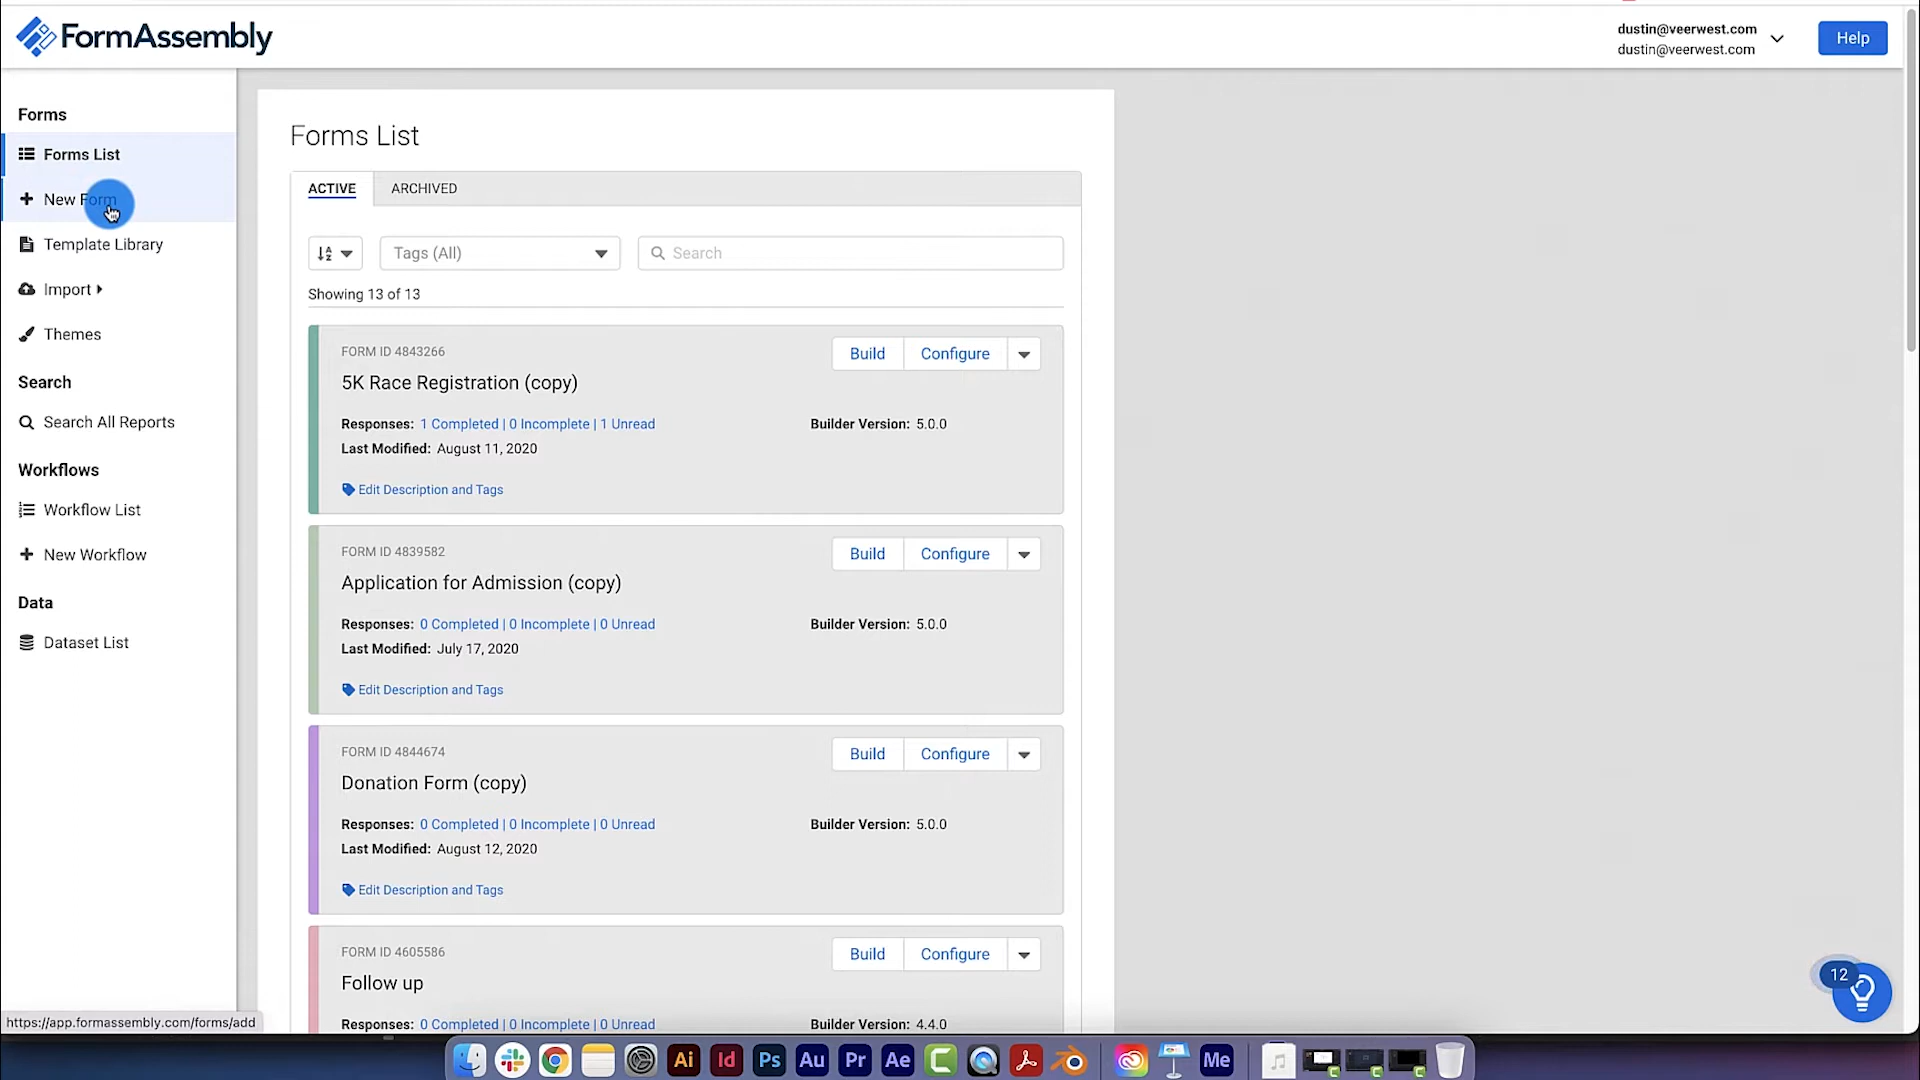 FormAssembly
dustin@veerwest.com
dustin@veerwest.com
Help
Forms
Forms List
New Form
Template Library
Import
Themes
Search
Search All Reports
Workflows
Workflow List
New Workflow
Data
Dataset List
Forms List
ACTIVE
ARCHIVED
Tags (All)
Search
Showing 13 of 13
FORM ID 4843266
Build
Configure
5K Race Registration (copy)
Responses: 1 Completed | 0 Incomplete | 1 Unread
Builder Version: 5.0.0
Last Modified: August 11, 2020
Edit Description and Tags
FORM ID 4839582
Build
Configure
Application for Admission (copy)
Responses: 0 Completed | 0 Incomplete | 0 Unread
Builder Version: 5.0.0
Last Modified: July 17, 2020
Edit Description and Tags
FORM ID 4844674
Build
Configure
Donation Form (copy)
Responses: 0 Completed | 0 Incomplete | 0 Unread
Builder Version: 5.0.0
Last Modified: August 12, 2020
Edit Description and Tags
FORM ID 4605586
Build
Configure
Follow up
Responses: 0 Completed | 0 Incomplete | 0 Unread
Builder Version: 4.4.0
12
https://app.formassembly.com/forms/add
Ai
Id
Ps
Au
Pr
Ae
Me